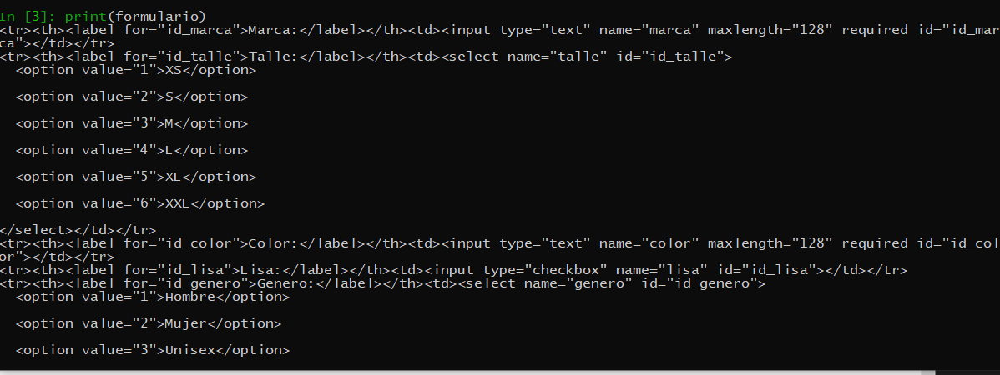 In [3]: print(formulario)
<tr><th><label for="id_marca">Marca:</label></th><td><input type="text" name="marca" maxlength="128" required id="id_mar
ca"></td></tr>
<tr><th><label for="id_talle">Talle:</label></th><td><select name="talle" id="id_talle">
  <option value="1">XS</option>
  <option value="2">S</option>
  <option value="3">M</option>
  <option value="4">L</option>
  <option value="5">XL</option>
  <option value="6">XXL</option>
</select></td></tr>
<tr><th><label for="id_color">Color:</label></th><td><input type="text" name="color" maxlength="128" required id="id_col
or"></td></tr>
<tr><th><label for="id_lisa">Lisa:</label></th><td><input type="checkbox" name="lisa" id="id_lisa"></td></tr>
<tr><th><label for="id_genero">Genero:</label></th><td><select name="genero" id="id_genero">
  <option value="1">Hombre</option>
  <option value="2">Mujer</option>
  <option value="3">Unisex</option>